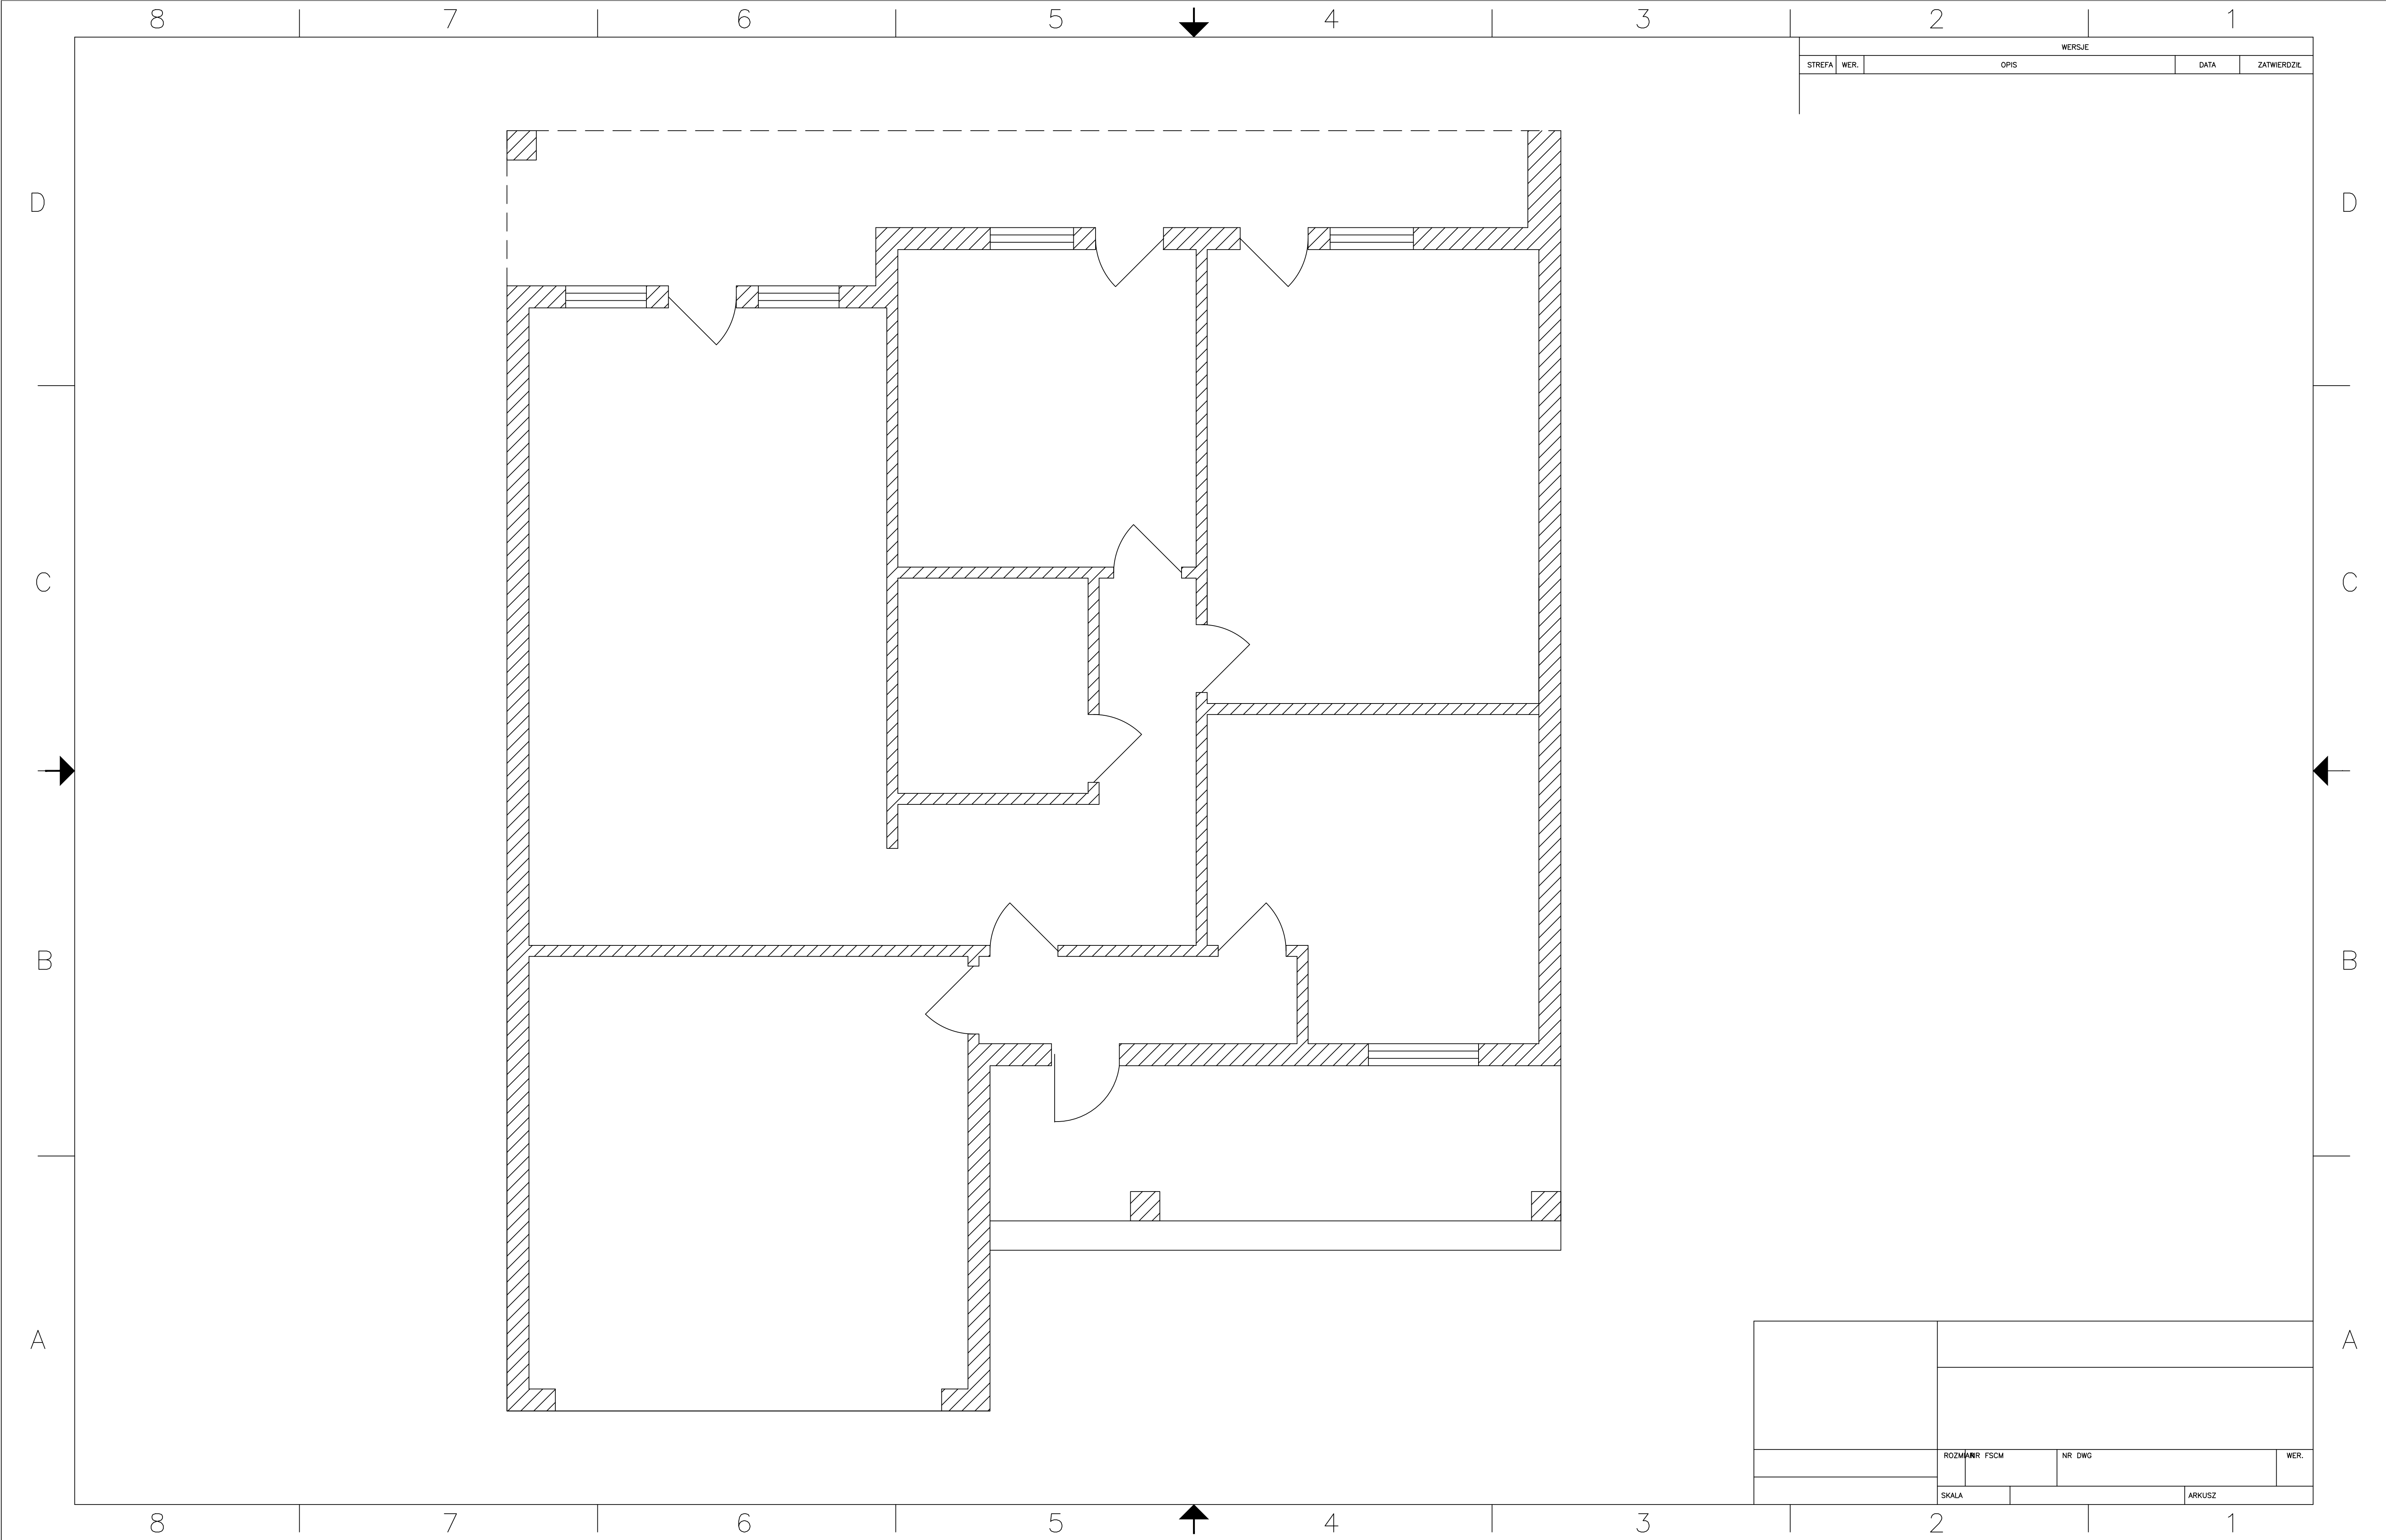 8 7 6 5 4 3 2 1
WERSJE
STREFA WER. OPIS DATA ZATWIERDZIŁ
D D
C C
B B
A A
ROZMIAR NR FSCM NR DWG WER.
SKALA ARKUSZ
8 7 6 5 4 3 2 1